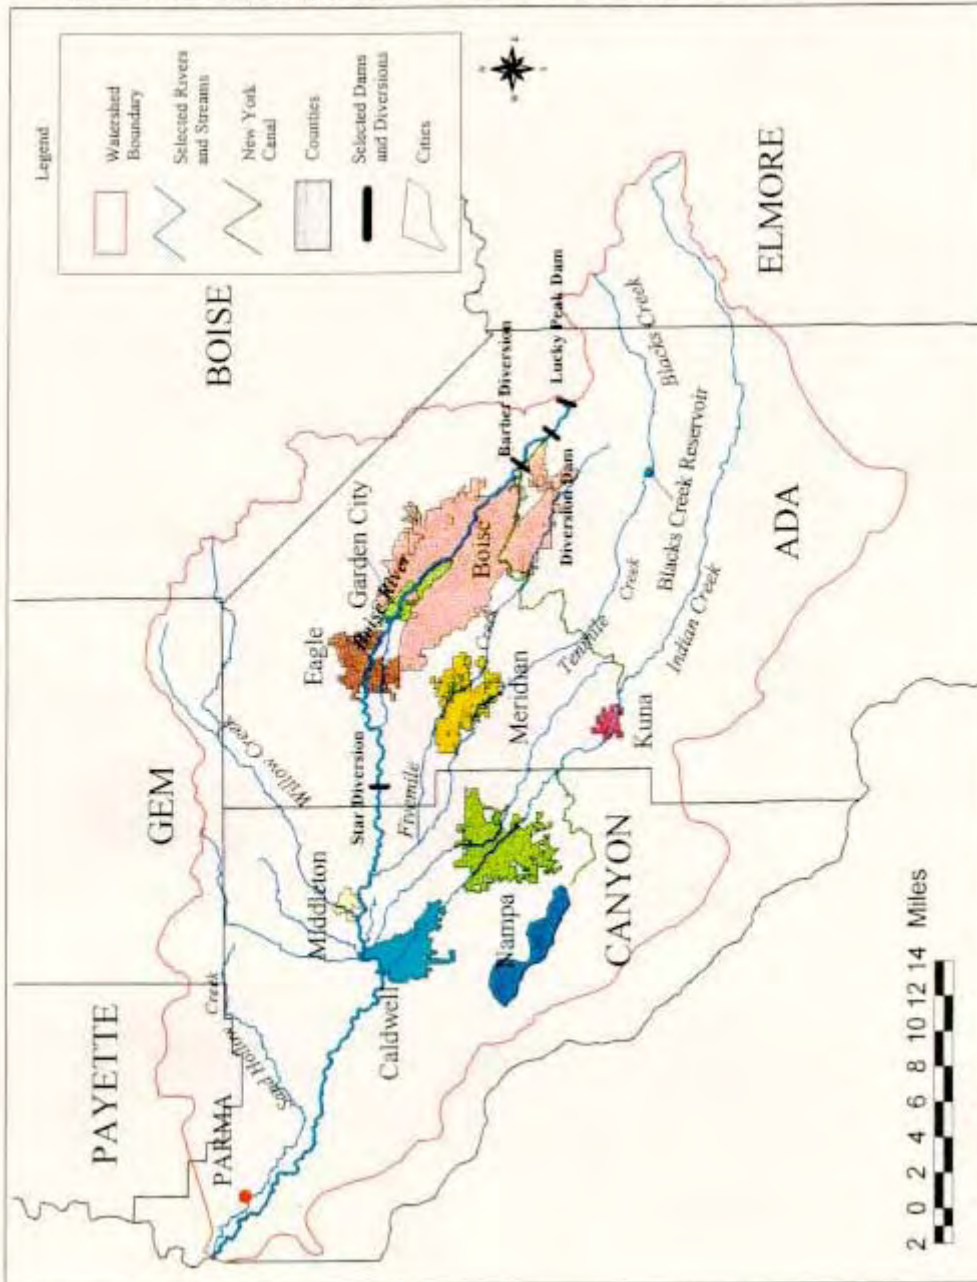 Legend
Watershed
Boundary
Selected Rivers
and Streams
New York
Canal
Counties
Selected Dams
and Diversions
Cities
N
W
S
PAYETTE
GEM
BOISE
ELMORE
ADA
CANYON
PARMA
Sand Hollow
Creek
Willow Creek
Middleton
Caldwell
Star Diversion
Eagle
Garden City
Boise River
Boise
Barber Diversion
Lucky Peak Dam
Diversion Dam
Fivemile
Creek
Meridian
Tenmile
Creek
Blacks Creek
Blacks Creek Reservoir
Indian Creek
Kuna
Nampa
2 0 2 4 6 8 10 12 14 Miles